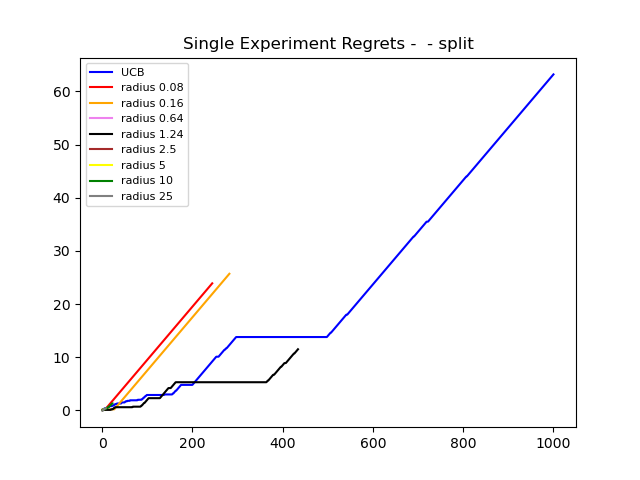 Single Experiment Regrets -  - split
UCB
radius 0.08
radius 0.16
radius 0.64
radius 1.24
radius 2.5
radius 5
radius 10
radius 25
60
50
40
30
20
10
0
0 200 400 600 800 1000